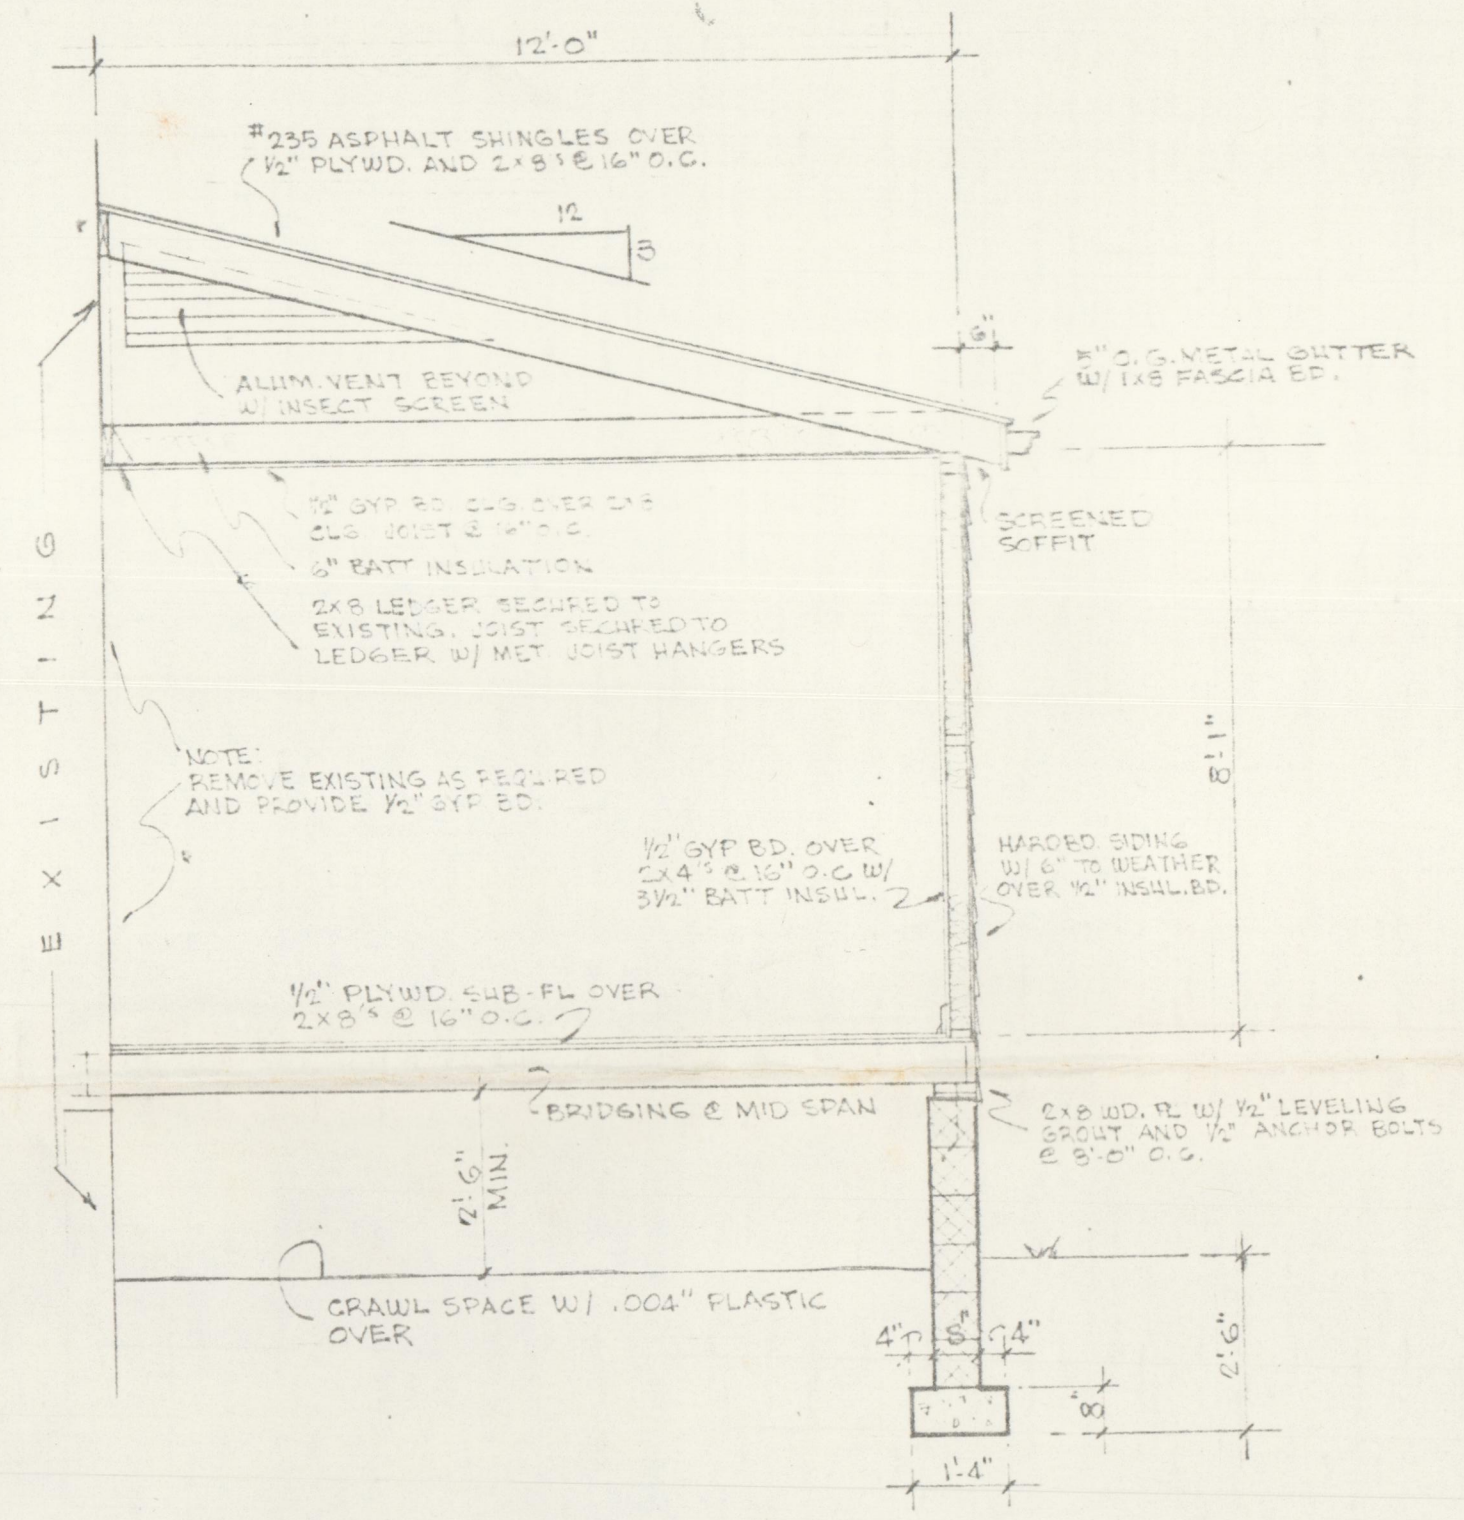 12'-0"
#235 ASPHALT SHINGLES OVER
1/2" PLYWD. AND 2x8's @ 16" O.C.
12
3
6"
5" O.G. METAL GUTTER
W/ 1x8 FASCIA BD.
ALUM. VENT BEYOND
W/ INSECT SCREEN
1/2" GYP BD. CLG. OVER 2x8
CLG. JOIST @ 16" O.C.
SCREENED
SOFFIT
6" BATT INSULATION
2x8 LEDGER SECURED TO
EXISTING. JOIST SECURED TO
LEDGER W/ MET. JOIST HANGERS
EXISTING
NOTE:
REMOVE EXISTING AS REQUIRED
AND PROVIDE 1/2" GYP BD.
8'-1"
1/2" GYP BD. OVER
2x4's @ 16" O.C W/
3 1/2" BATT INSUL.
HARDBD. SIDING
W/ 6" TO WEATHER
OVER 1/2" INSUL. BD.
1/2" PLYWD. SUB-FL OVER
2x8's @ 16" O.C.
BRIDGING @ MID SPAN
2x8 WD. PL W/ 1/2" LEVELING
GROUT AND 1/2" ANCHOR BOLTS
@ 8'-0" O.C.
2'-6"
MIN.
CRAWL SPACE W/ .004" PLASTIC
OVER
4" 8" 4"
2'-6"
8"
1'-4"